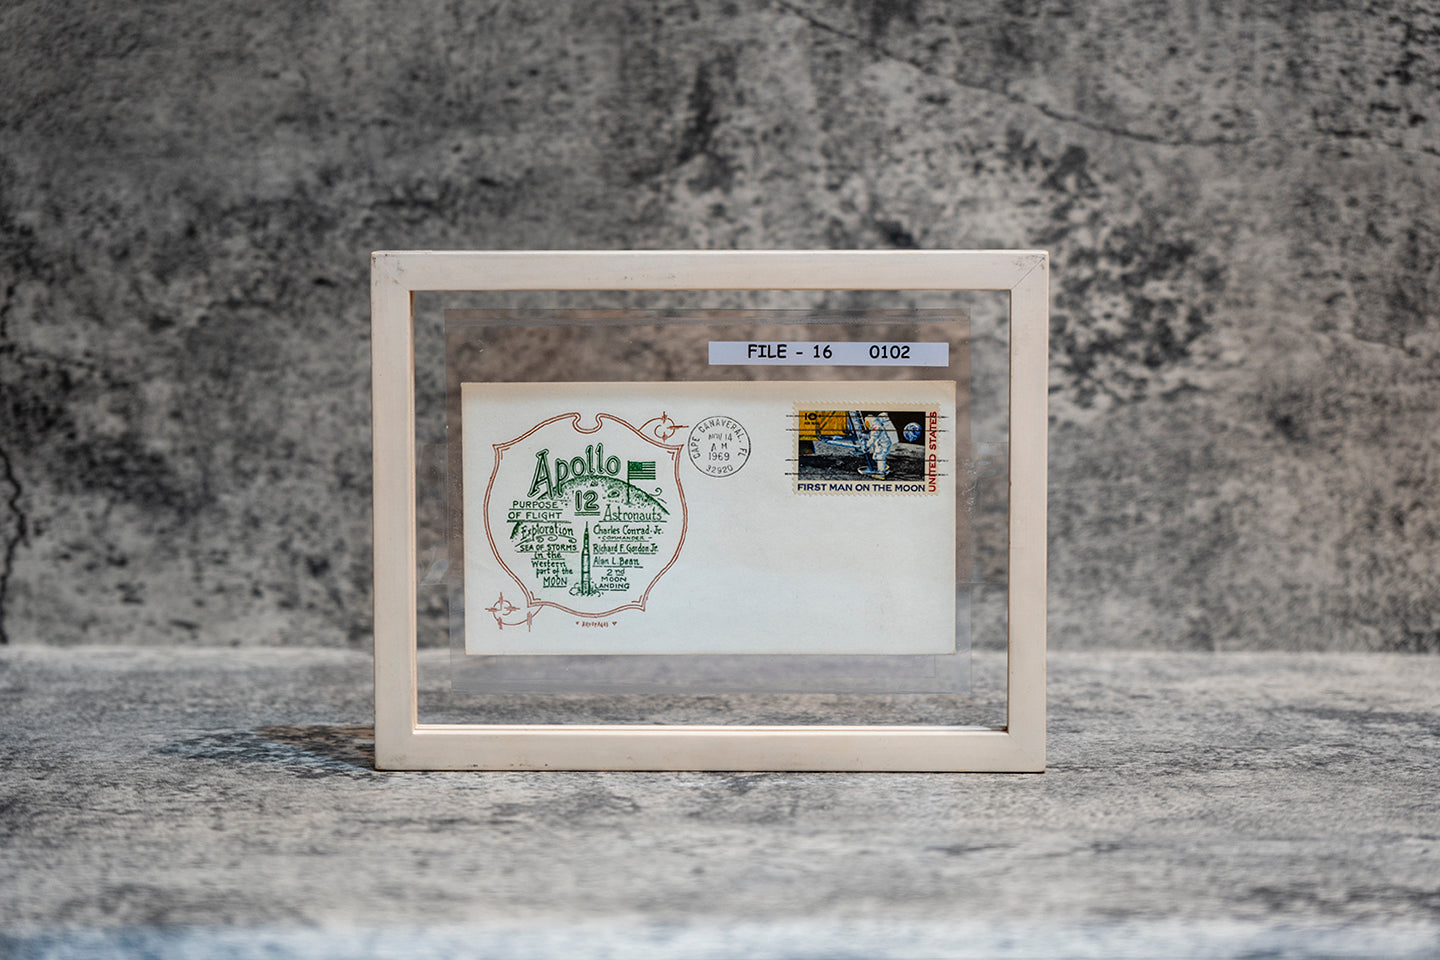 FILE - 16 0102
Apollo
12
PURPOSE
OF FLIGHT
Exploration
SEA OF STORMS
in the
Western
part of the
MOON
Astronauts
Charles Conrad-Jr.
- COMMANDER -
Richard F. Gordon Jr.
Alan L. Bean
2nd
MOON
LANDING
CAPE CANAVERAL, FL
NOV 14
A M
1969
32920
10c
UNITED STATES
FIRST MAN ON THE MOON